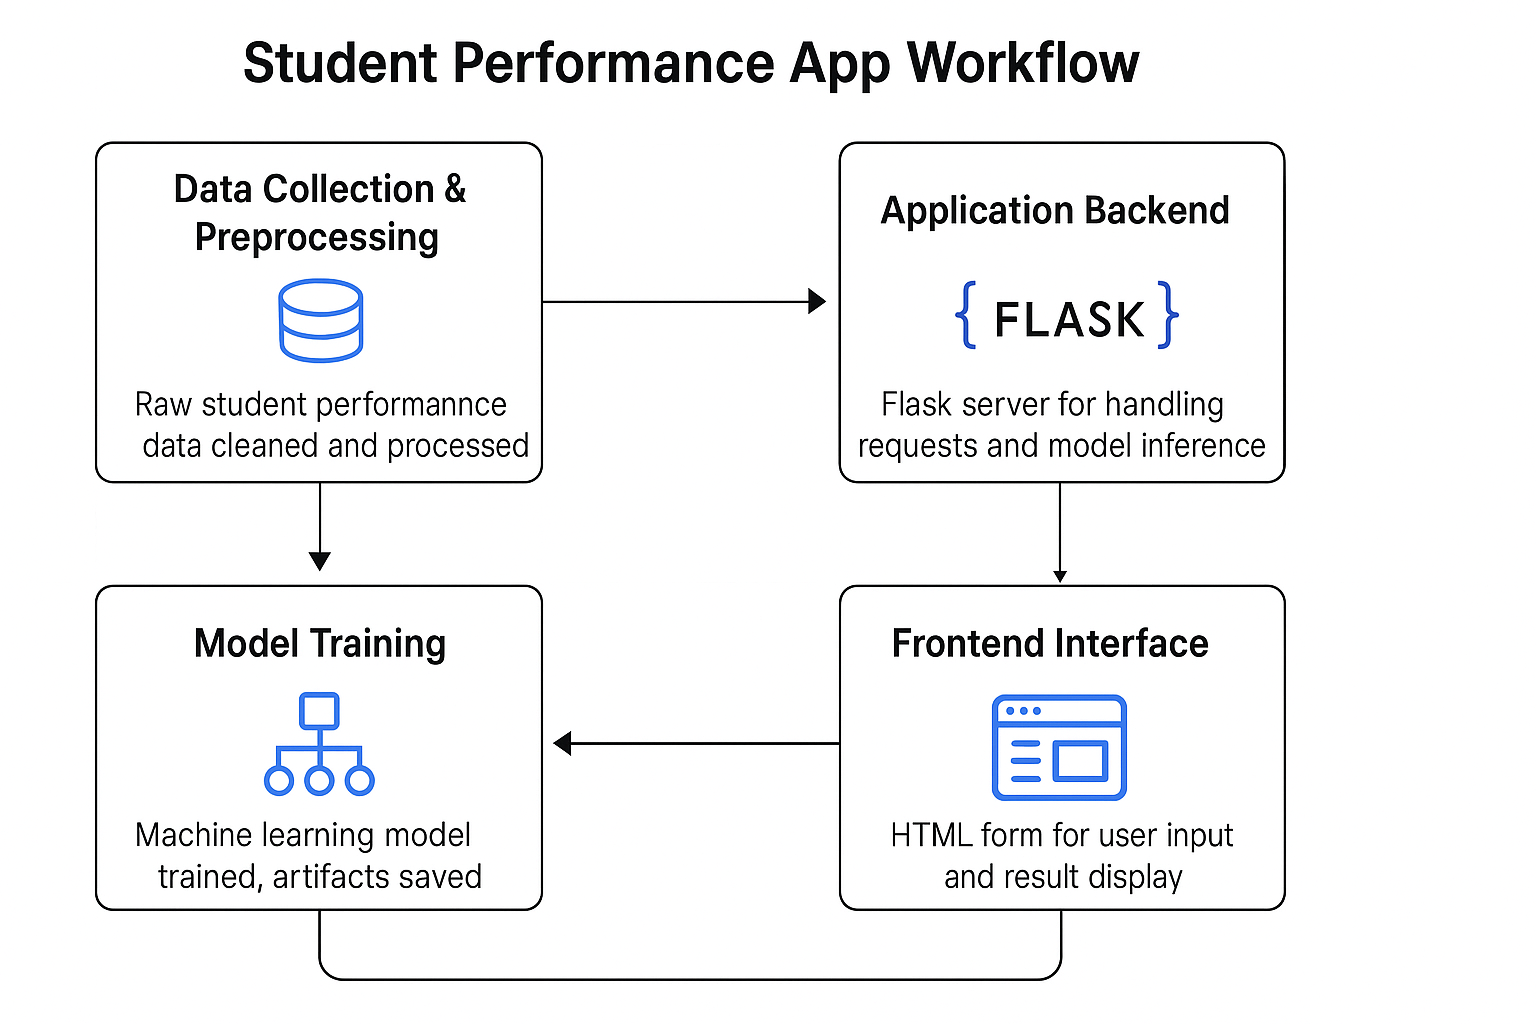 Student Performance App Workflow
Data Collection &
Preprocessing
Raw student performannce
data cleaned and processed
Application Backend
{ FLASK }
Flask server for handling
requests and model inference
Model Training
Machine learning model
trained, artifacts saved
Frontend Interface
HTML form for user input
and result display